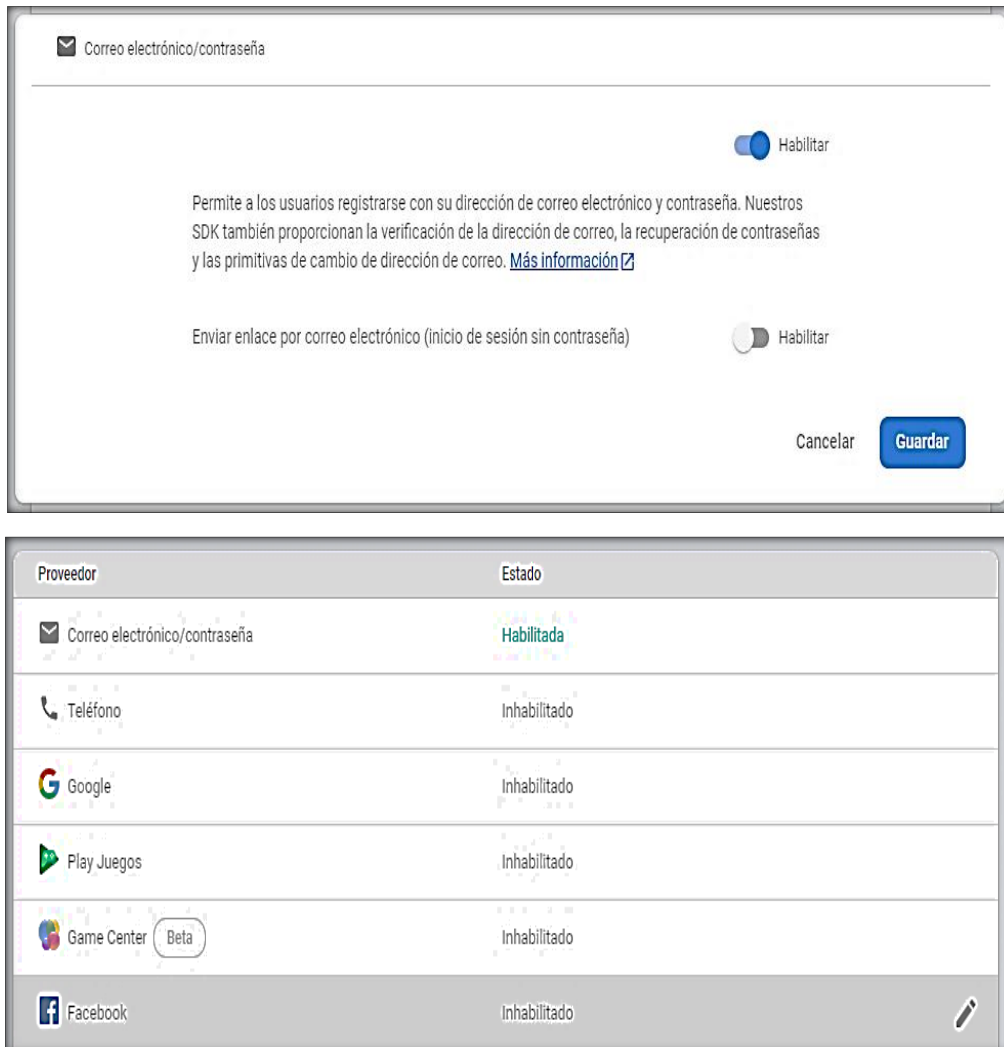 Correo electrónico/contraseña
Habilitar
Permite a los usuarios registrarse con su dirección de correo electrónico y contraseña. Nuestros
SDK también proporcionan la verificación de la dirección de correo, la recuperación de contraseñas
y las primitivas de cambio de dirección de correo. Más información
Enviar enlace por correo electrónico (inicio de sesión sin contraseña) Habilitar
Cancelar Guardar
Proveedor Estado
Correo electrónico/contraseña Habilitada
Teléfono Inhabilitado
Google Inhabilitado
Play Juegos Inhabilitado
Game Center Beta Inhabilitado
Facebook Inhabilitado